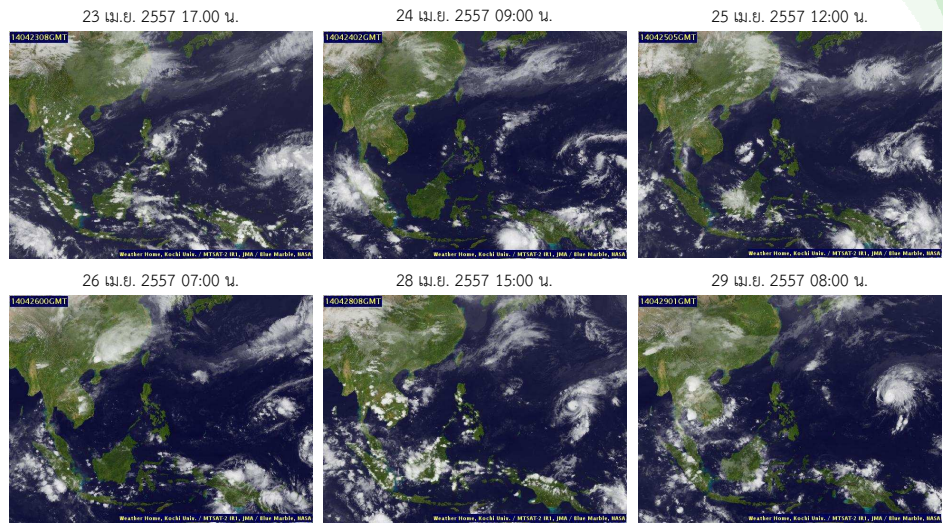 23 เม.ย. 2557 17.00 น.
24 เม.ย. 2557 09:00 น.
25 เม.ย. 2557 12:00 น.
14042308GMT
14042402GMT
14042505GMT
Weather Home, Kochi Univ. / MTSAT-2 IR1, JMA / Blue Marble, NASA
Weather Home, Kochi Univ. / MTSAT-2 IR1, JMA / Blue Marble, NASA
Weather Home, Kochi Univ. / MTSAT-2 IR1, JMA / Blue Marble, NASA
26 เม.ย. 2557 07:00 น.
28 เม.ย. 2557 15:00 น.
29 เม.ย. 2557 08:00 น.
14042600GMT
14042808GMT
14042901GMT
Weather Home, Kochi Univ. / MTSAT-2 IR1, JMA / Blue Marble, NASA
Weather Home, Kochi Univ. / MTSAT-2 IR1, JMA / Blue Marble, NASA
Weather Home, Kochi Univ. / MTSAT-2 IR1, JMA / Blue Marble, NASA